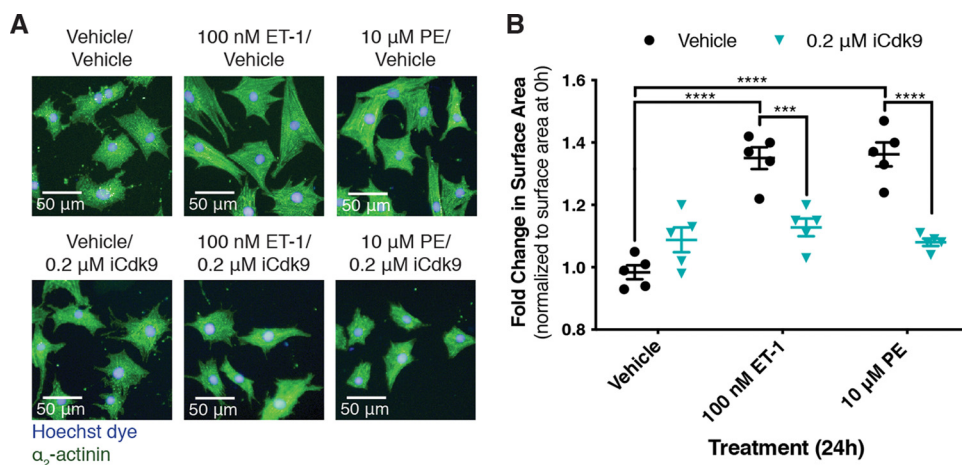 A
Vehicle/
Vehicle
100 nM ET-1/
Vehicle
10 µM PE/
Vehicle
50 µm
50 µm
50 µm
Vehicle/
0.2 µM iCdk9
100 nM ET-1/
0.2 µM iCdk9
10 µM PE/
0.2 µM iCdk9
50 µm
50 µm
50 µm
Hoechst dye
α2-actinin
B
Vehicle
0.2 µM iCdk9
Fold Change in Surface Area
(normalized to surface area at 0h)
1.6
1.4
1.2
1.0
0.8
****
****
***
****
Vehicle
100 nM ET-1
10 µM PE
Treatment (24h)